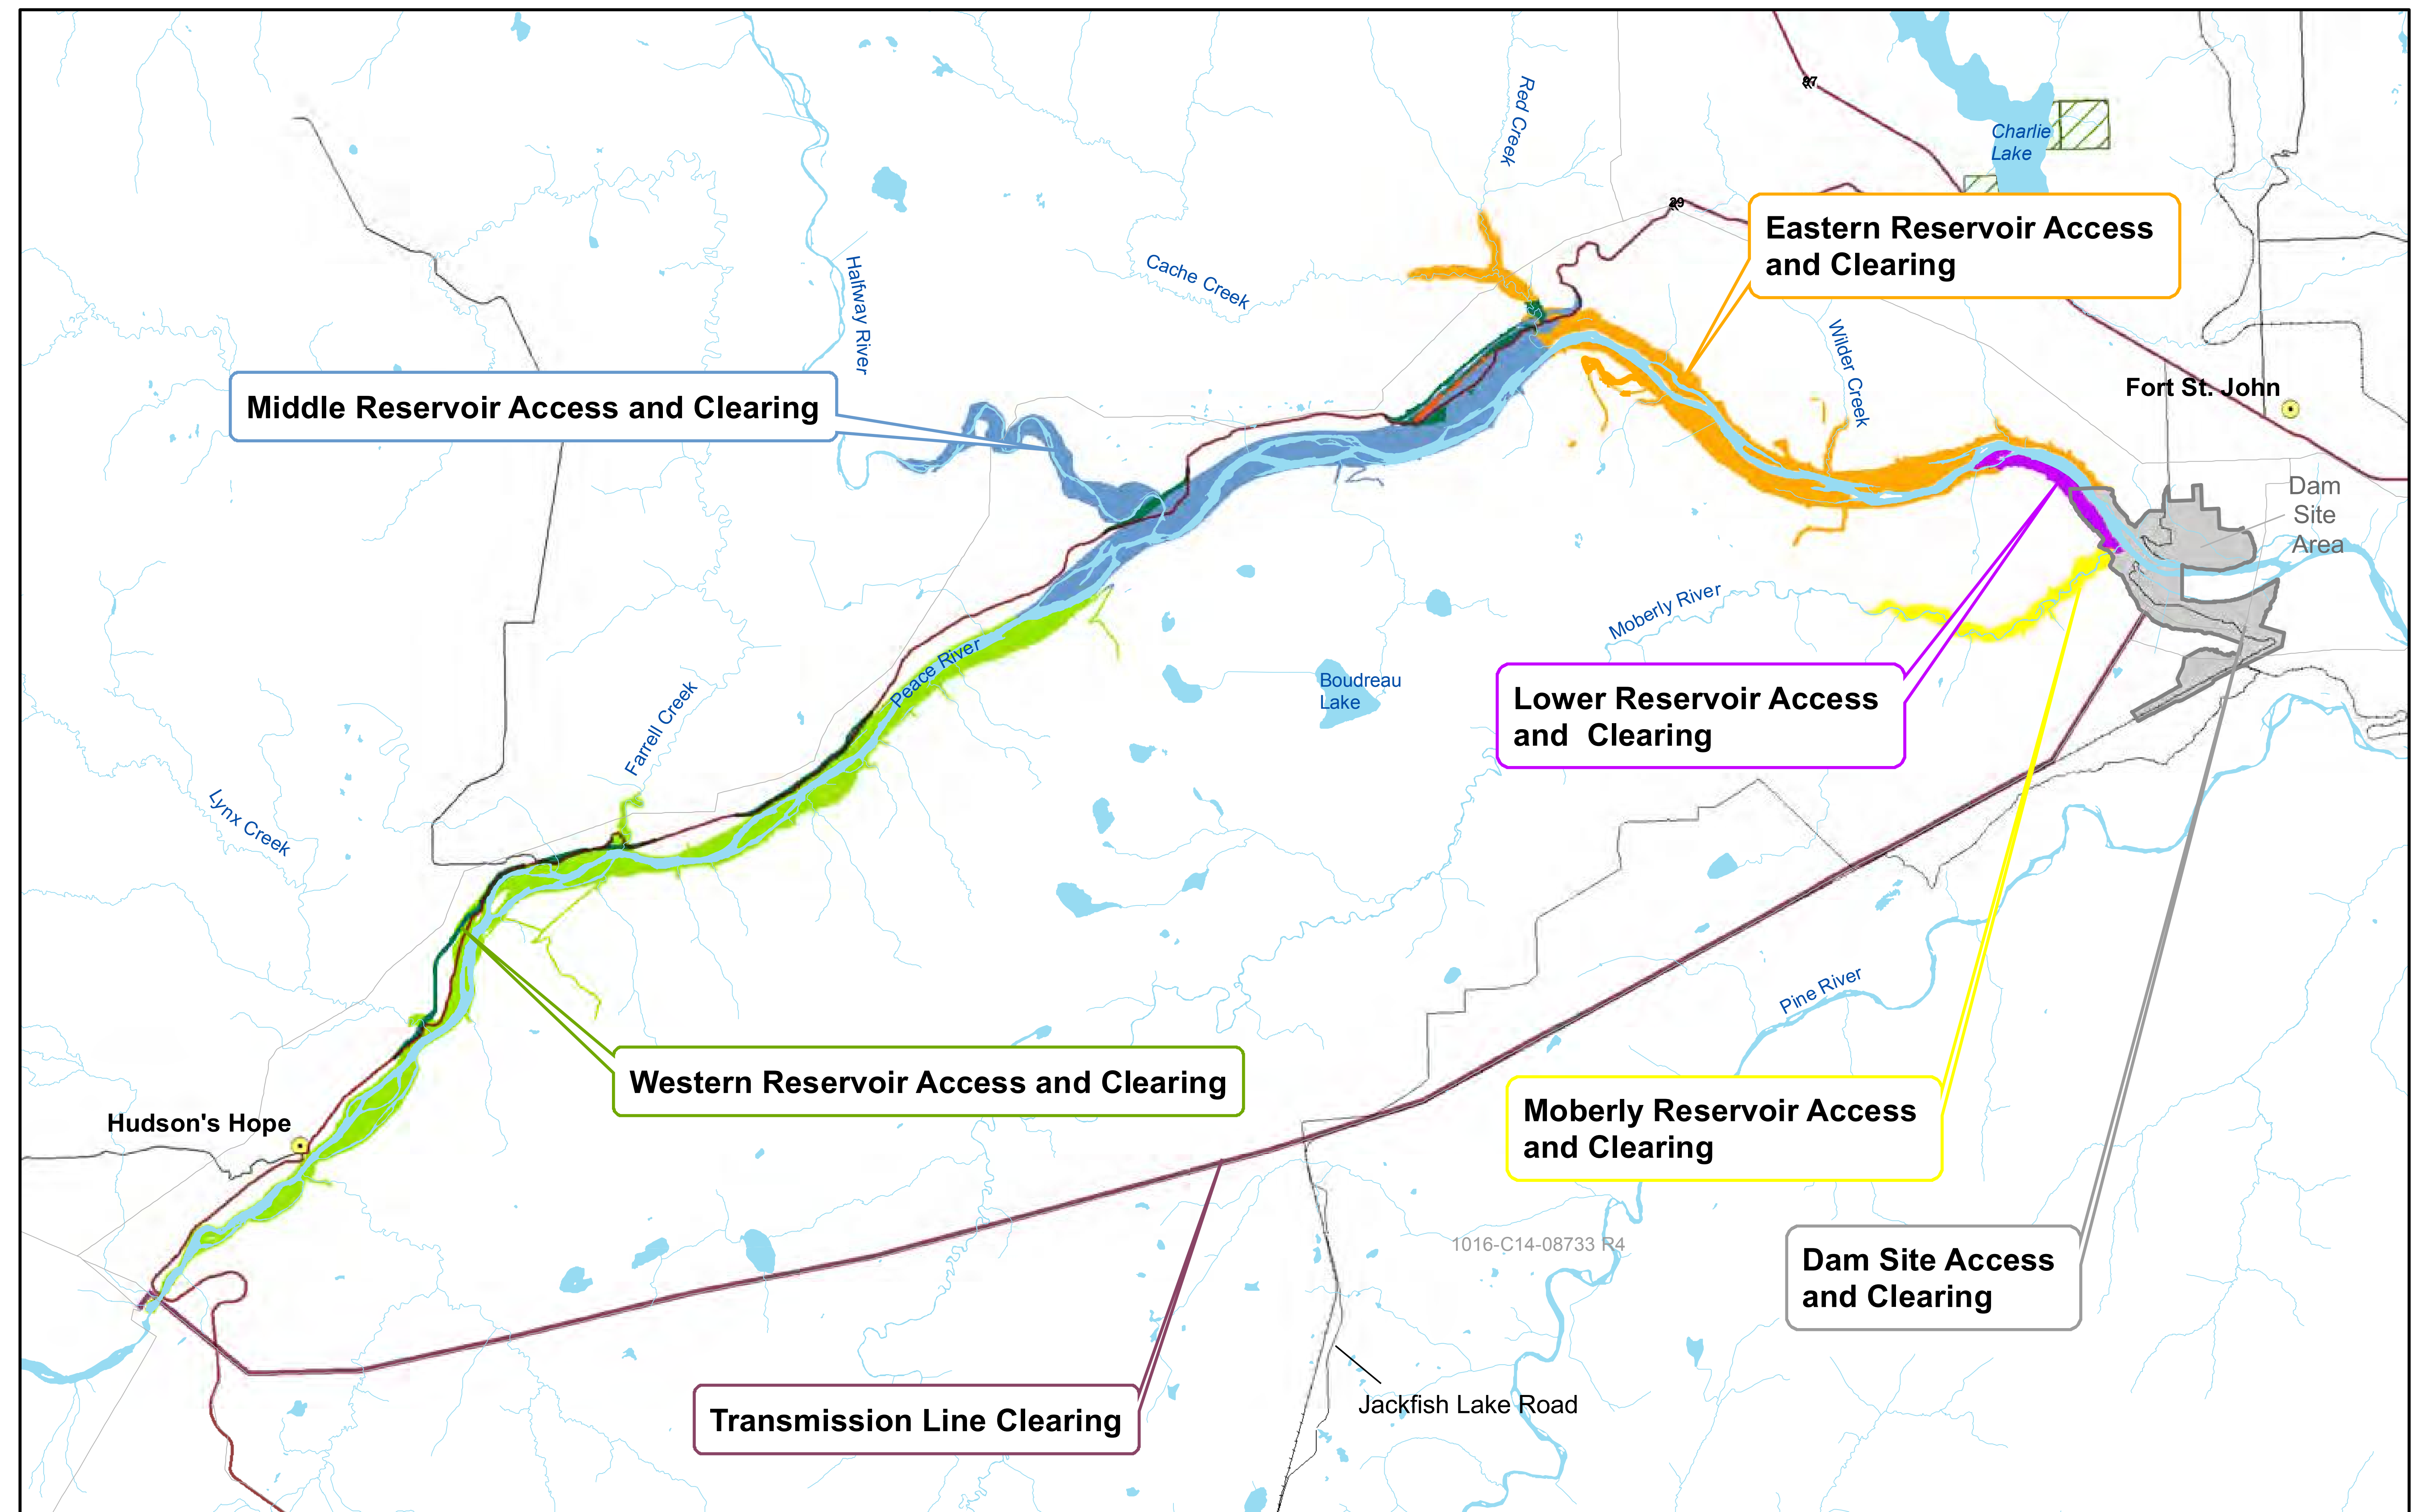 87
Red Creek
Charlie
Lake
29
Eastern Reservoir Access
and Clearing
Cache Creek
Halfway River
Wilder Creek
Middle Reservoir Access and Clearing
Fort St. John
Dam
Site
Area
Moberly River
Peace River
Boudreau
Lake
Lower Reservoir Access
and  Clearing
Farrell Creek
Lynx Creek
Pine River
Western Reservoir Access and Clearing
Moberly Reservoir Access
and Clearing
Hudson's Hope
1016-C14-08733 R4
Dam Site Access
and Clearing
Jackfish Lake Road
Transmission Line Clearing